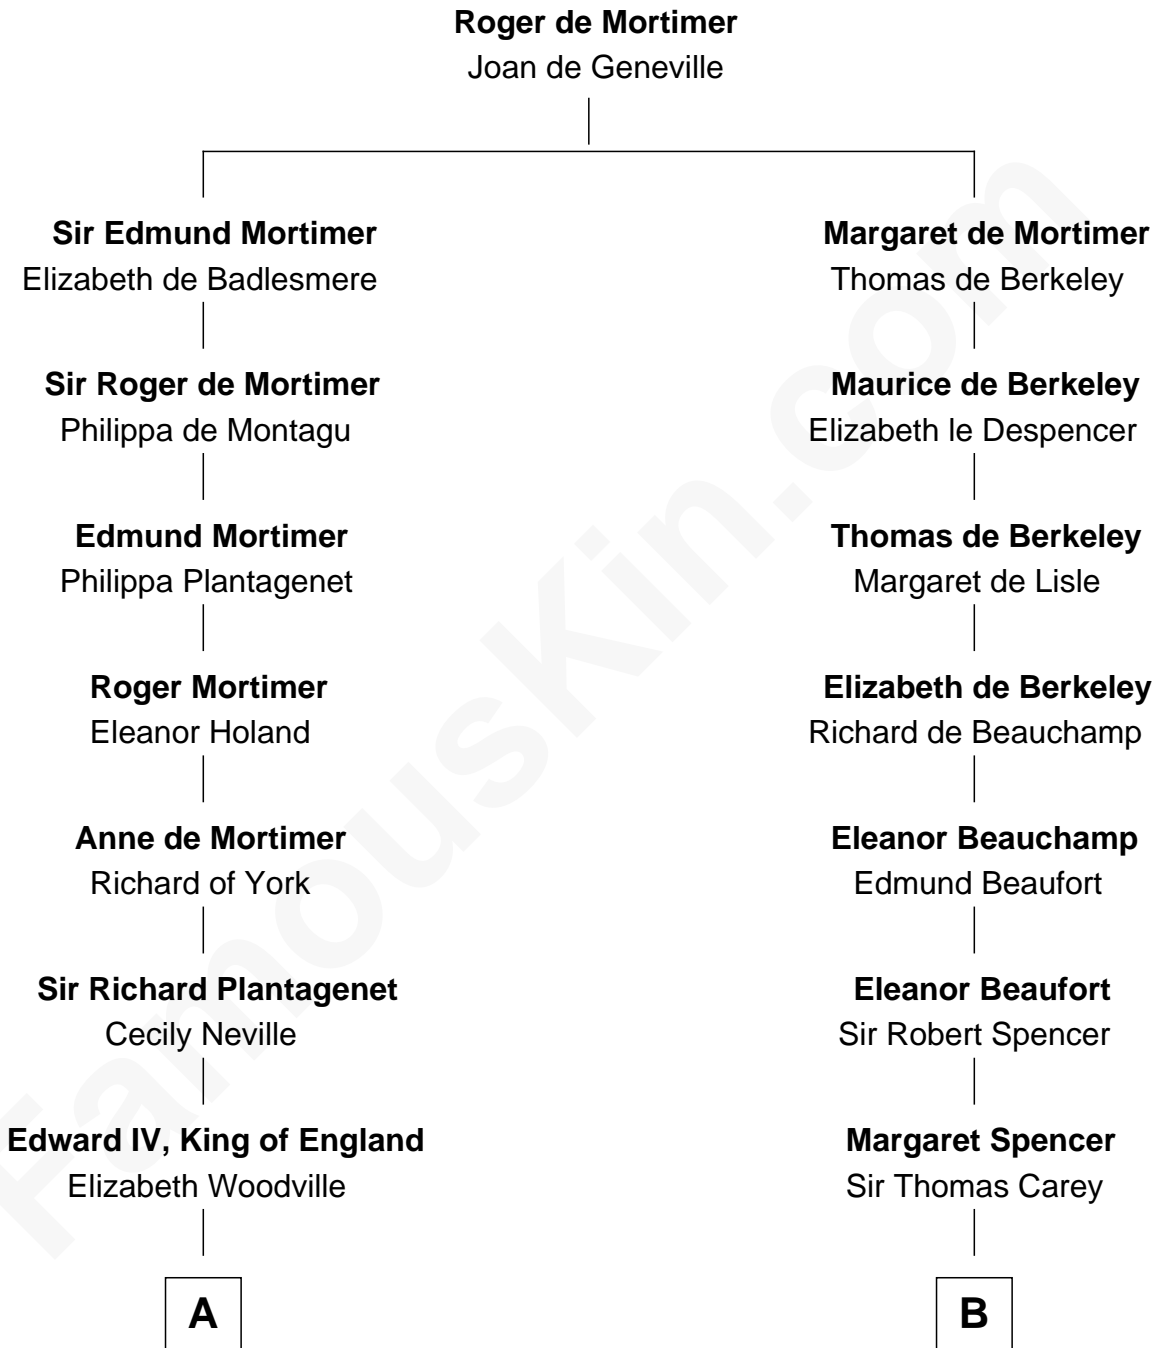 Roger de Mortimer
Joan de Geneville
Sir Edmund Mortimer
Elizabeth de Badlesmere
Sir Roger de Mortimer
Philippa de Montagu
Edmund Mortimer
Philippa Plantagenet
Roger Mortimer
Eleanor Holand
Anne de Mortimer
Richard of York
Sir Richard Plantagenet
Cecily Neville
Edward IV, King of England
Elizabeth Woodville
A
Margaret de Mortimer
Thomas de Berkeley
Maurice de Berkeley
Elizabeth le Despencer
Thomas de Berkeley
Margaret de Lisle
Elizabeth de Berkeley
Richard de Beauchamp
Eleanor Beauchamp
Edmund Beaufort
Eleanor Beaufort
Sir Robert Spencer
Margaret Spencer
Sir Thomas Carey
B
FamousKin.com